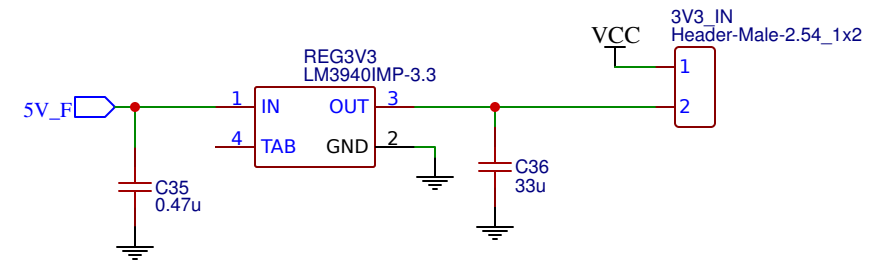 3V3_IN
Header-Male-2.54_1x2
VCC
1
2
REG3V3
LM3940IMP-3.3
5V_F
1 IN OUT 3
4 TAB GND 2
C35
0.47u
C36
33u